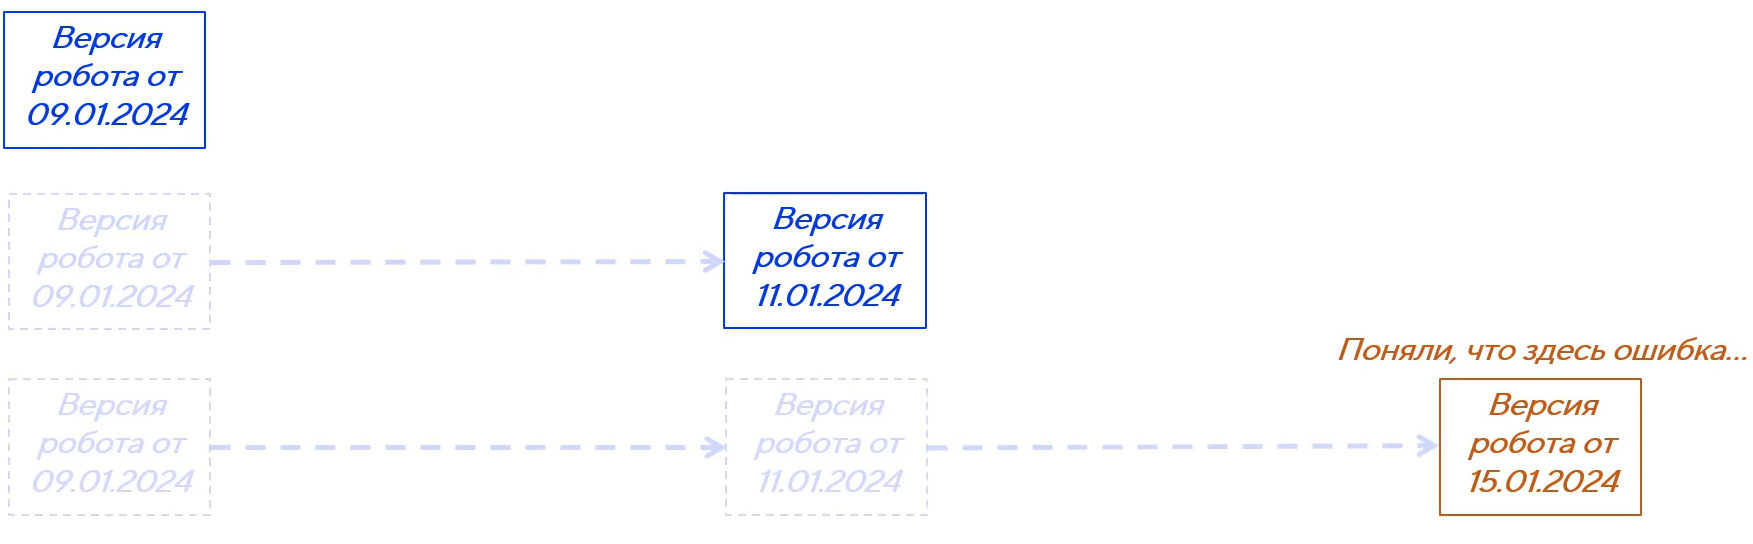 Версия
робота от
09.01.2024
Версия
робота от
09.01.2024
Версия
робота от
11.01.2024
Поняли, что здесь ошибка...
Версия
робота от
09.01.2024
Версия
робота от
11.01.2024
Версия
робота от
15.01.2024